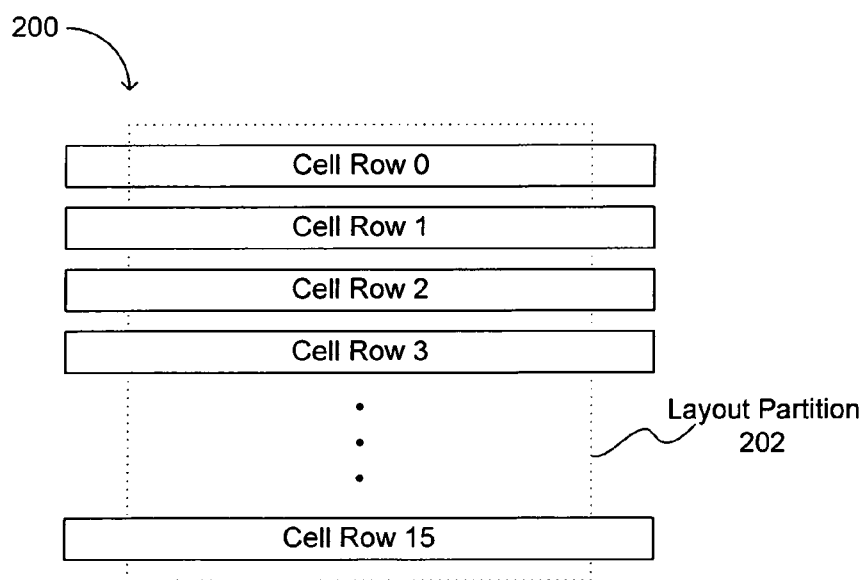 200
Cell Row 0
Cell Row 1
Cell Row 2
Cell Row 3
Layout Partition
202
Cell Row 15